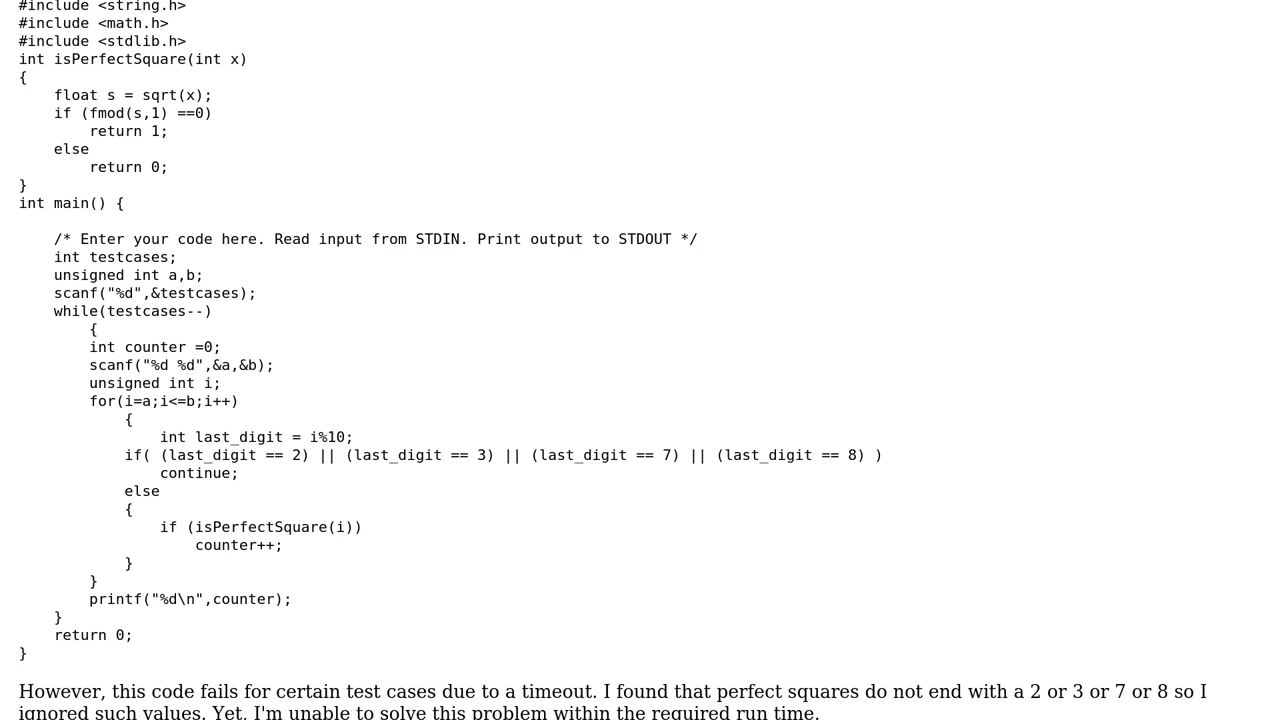 #include <string.h>
#include <math.h>
#include <stdlib.h>
int isPerfectSquare(int x)
{
    float s = sqrt(x);
    if (fmod(s,1) ==0)
        return 1;
    else
        return 0;
}
int main() {

    /* Enter your code here. Read input from STDIN. Print output to STDOUT */
    int testcases;
    unsigned int a,b;
    scanf("%d",&testcases);
    while(testcases--)
        {
        int counter =0;
        scanf("%d %d",&a,&b);
        unsigned int i;
        for(i=a;i<=b;i++)
            {
                int last_digit = i%10;
            if( (last_digit == 2) || (last_digit == 3) || (last_digit == 7) || (last_digit == 8) )
                continue;
            else
            {
                if (isPerfectSquare(i))
                    counter++;
            }
        }
        printf("%d\n",counter);
    }
    return 0;
}
However, this code fails for certain test cases due to a timeout. I found that perfect squares do not end with a 2 or 3 or 7 or 8 so I
ignored such values. Yet, I'm unable to solve this problem within the required run time.